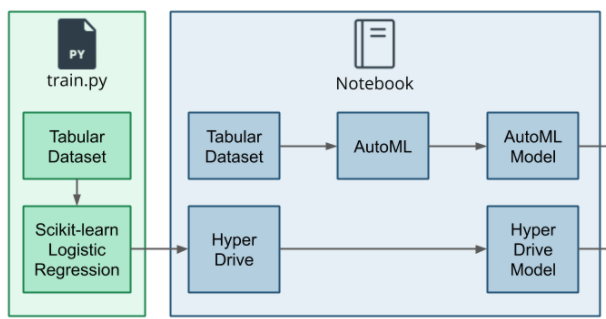 PY
train.py
Tabular
Dataset
Scikit-learn
Logistic
Regression
Notebook
Tabular
Dataset
AutoML
AutoML
Model
Hyper
Drive
Hyper
Drive
Model